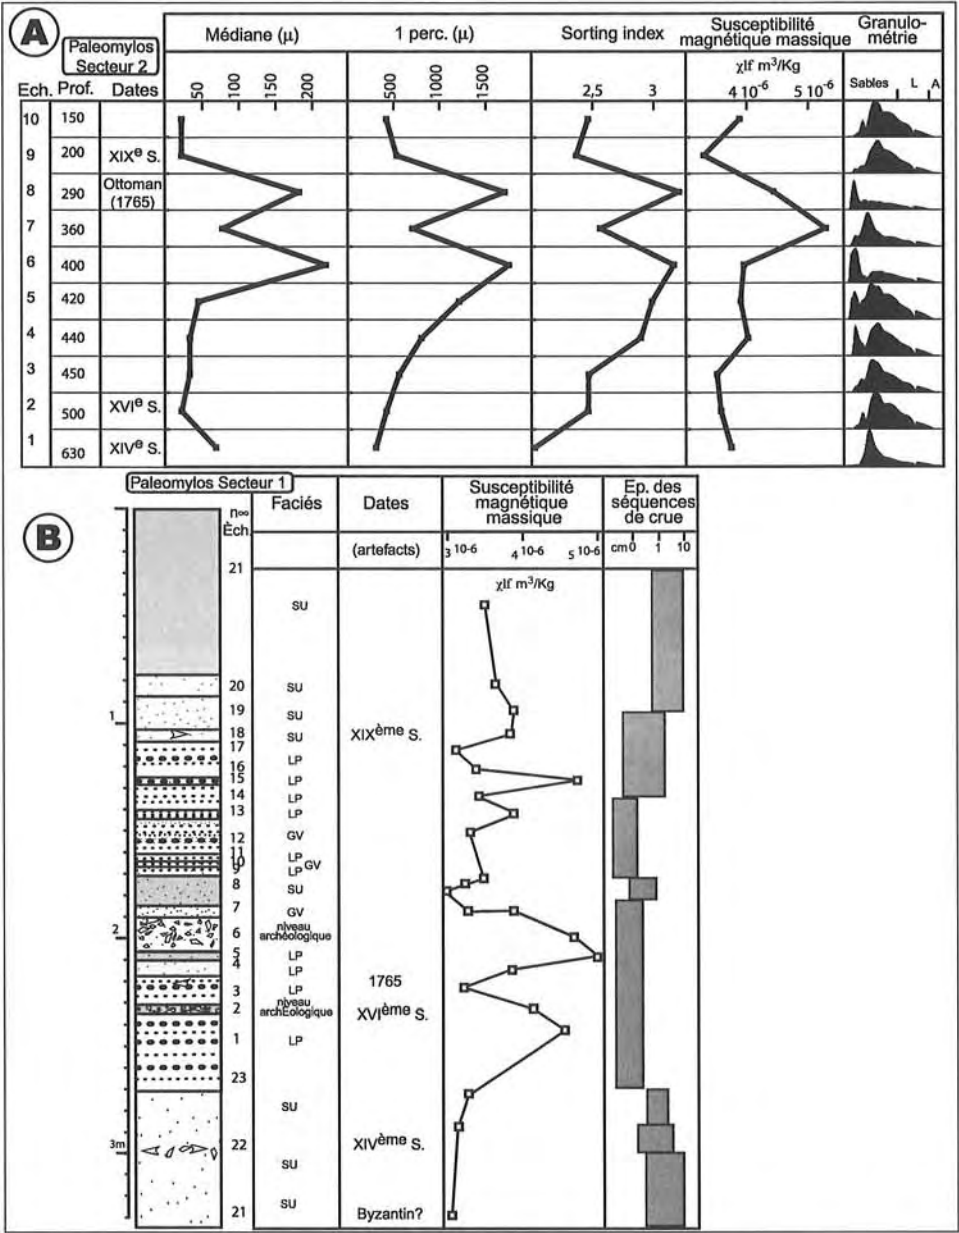 A
Paleomylos
Secteur 2
Médiane (µ)
1 perc. (µ)
Sorting index
Susceptibilité
magnétique massique
Granulo-
métrie
χlf m³/Kg
Ech. Prof. Dates
50 100 150 200
500 1000 1500
2,5 3
4 10-6 5 10-6
Sables L A
10 150
9 200 XIXe S.
8 290 Ottoman
(1765)
7 360
6 400
5 420
4 440
3 450
2 500 XVIe S.
1 630 XIVe S.
B
Paleomylos Secteur 1
n∞
Èch.
Faciés
Dates
Susceptibilité
magnétique
massique
Ep. des
séquences
de crue
(artefacts)
3 10-6 4 10-6 5 10-6
cm 0 1 10
χlf m³/Kg
21
SU
20 SU
1
19 SU
18 SU XIXème S.
17 LP
16
15 LP
14 LP
13 LP
12 GV
11 LP
10 GV
9 LP
8 SU
7 GV
2
6 niveau
archéologique
5 LP
4 LP
1765
3 LP
2 niveau
archEologique
XVIème S.
1 LP
23
SU
3m
22 XIVème S.
SU
SU
21 Byzantin?